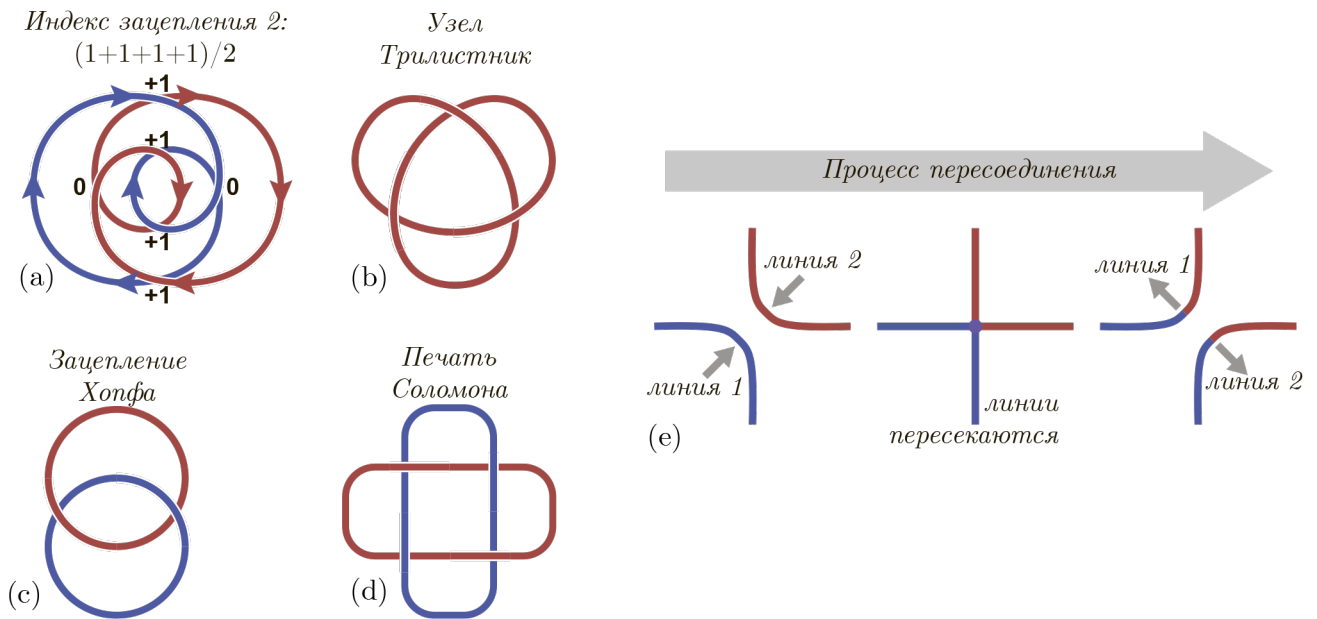 Индекс зацепления 2:
(1+1+1+1)/2
+1
+1
0
0
+1
+1
(a)
Узел
Трилистник
(b)
Зацепление
Хопфа
(c)
Печать
Соломона
(d)
Процесс пересоединения
линия 2
линия 1
линии
пересекаются
линия 1
линия 2
(e)